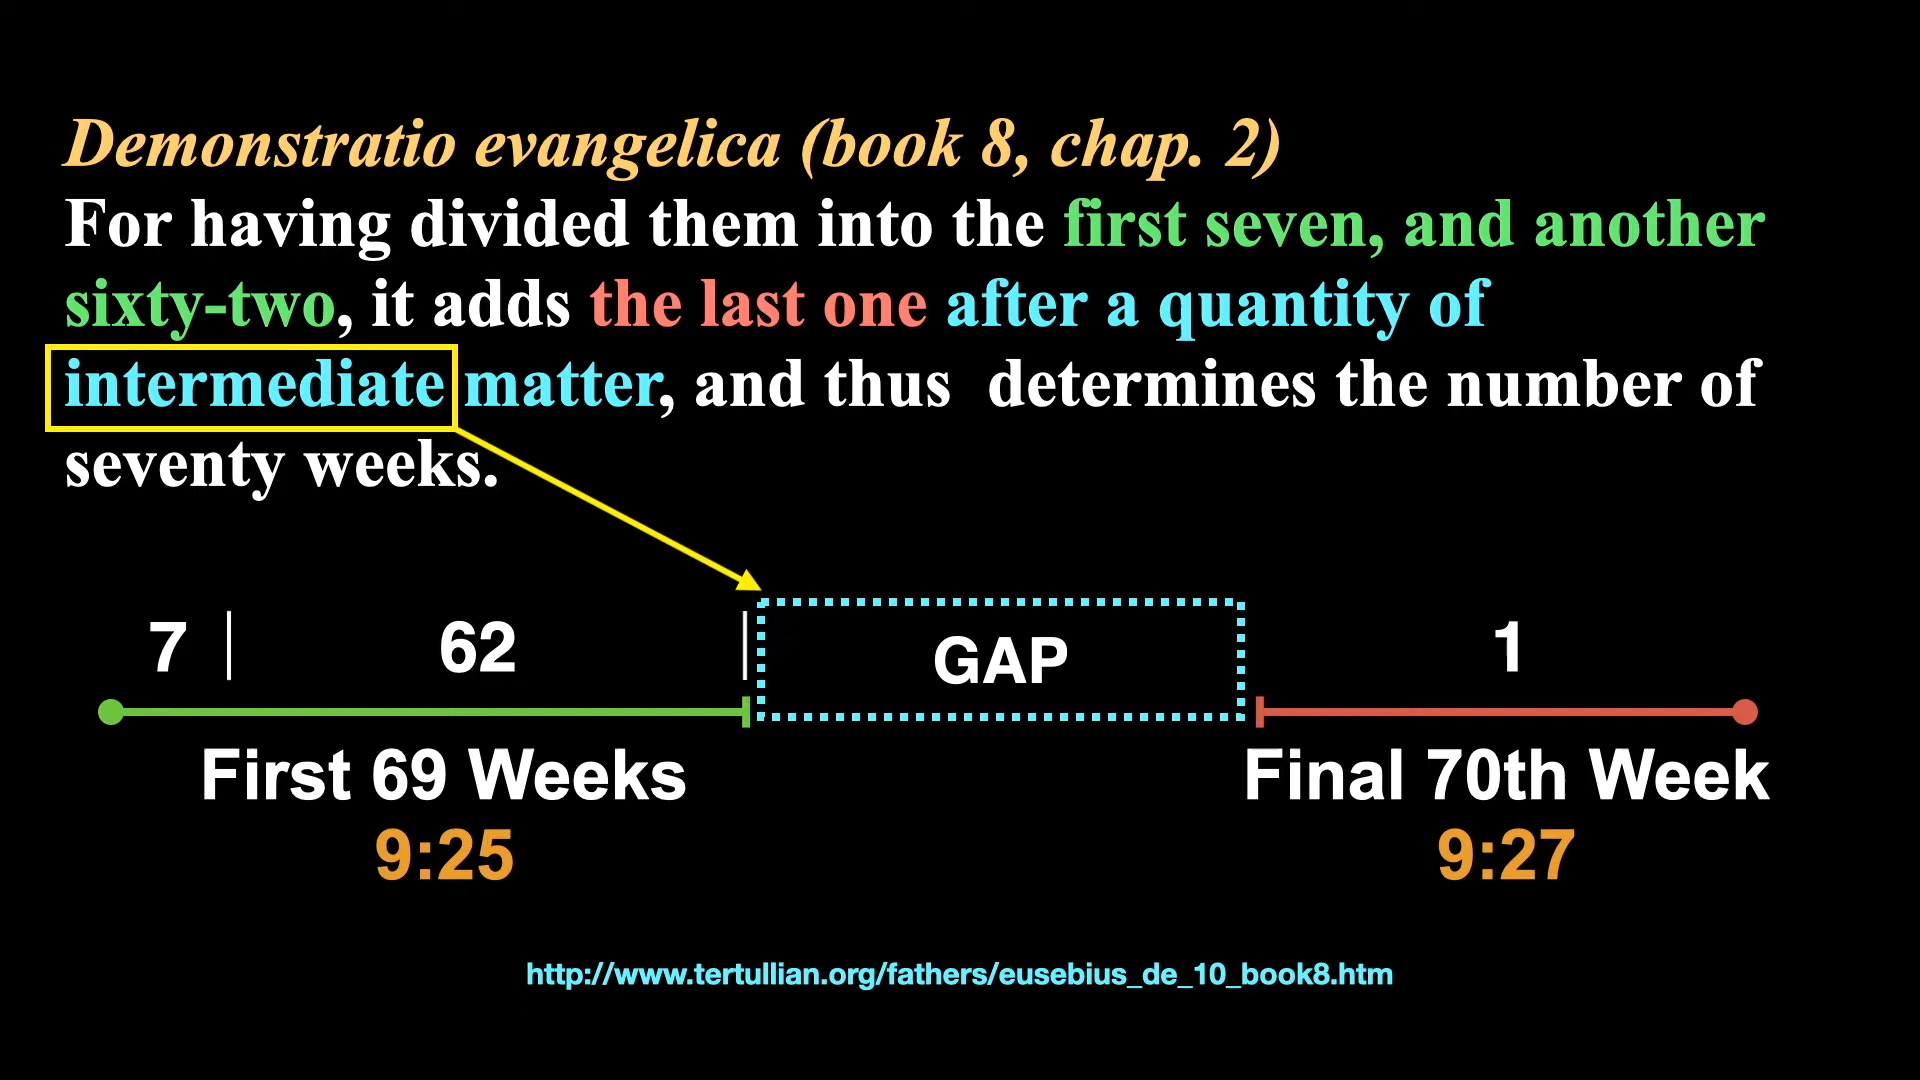 Demonstratio evangelica (book 8, chap. 2)
For having divided them into the first seven, and another
sixty-two, it adds the last one after a quantity of
intermediate matter, and thus determines the number of
seventy weeks.
7 62 GAP 1
First 69 Weeks Final 70th Week
9:25 9:27
http://www.tertullian.org/fathers/eusebius_de_10_book8.htm